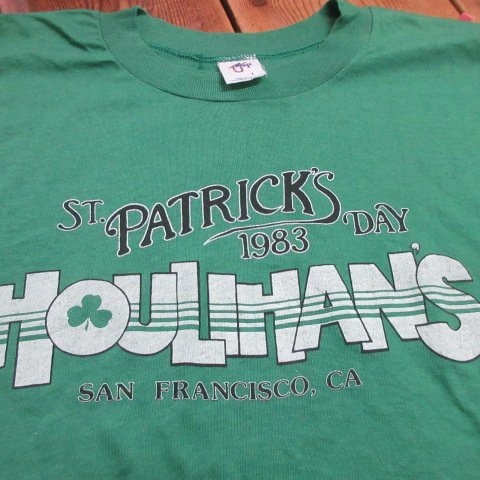 ST. PATRICK'S DAY
1983
HOULIHAN'S
SAN FRANCISCO, CA